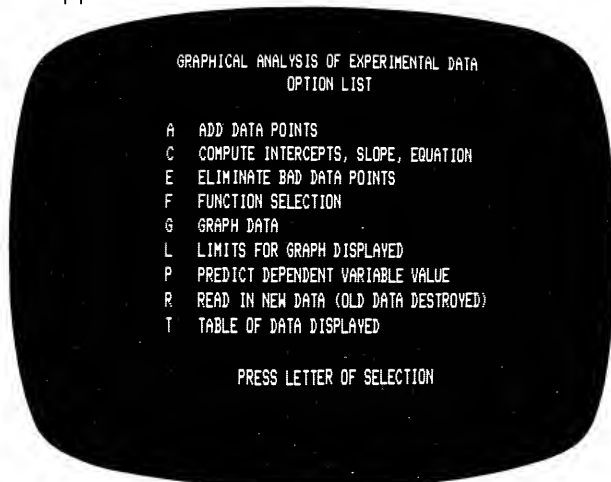 GRAPHICAL ANALYSIS OF EXPERIMENTAL DATA
OPTION LIST
A ADD DATA POINTS
C COMPUTE INTERCEPTS, SLOPE, EQUATION
E ELIMINATE BAD DATA POINTS
F FUNCTION SELECTION
G GRAPH DATA
L LIMITS FOR GRAPH DISPLAYED
P PREDICT DEPENDENT VARIABLE VALUE
R READ IN NEW DATA (OLD DATA DESTROYED)
T TABLE OF DATA DISPLAYED
PRESS LETTER OF SELECTION